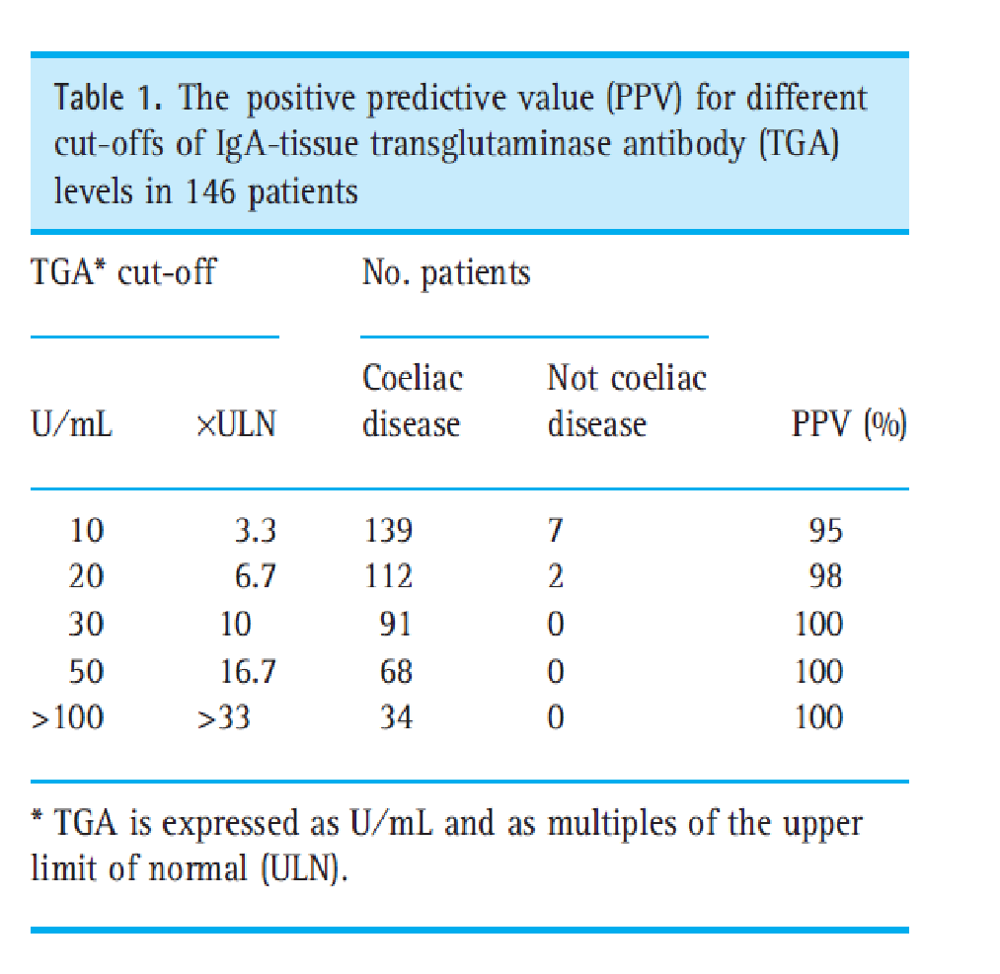 Table 1. The positive predictive value (PPV) for different
cut-offs of IgA-tissue transglutaminase antibody (TGA)
levels in 146 patients
TGA* cut-off No. patients
U/mL ×ULN Coeliac disease Not coeliac disease PPV (%)
10 3.3 139 7 95
20 6.7 112 2 98
30 10 91 0 100
50 16.7 68 0 100
>100 >33 34 0 100
* TGA is expressed as U/mL and as multiples of the upper
limit of normal (ULN).